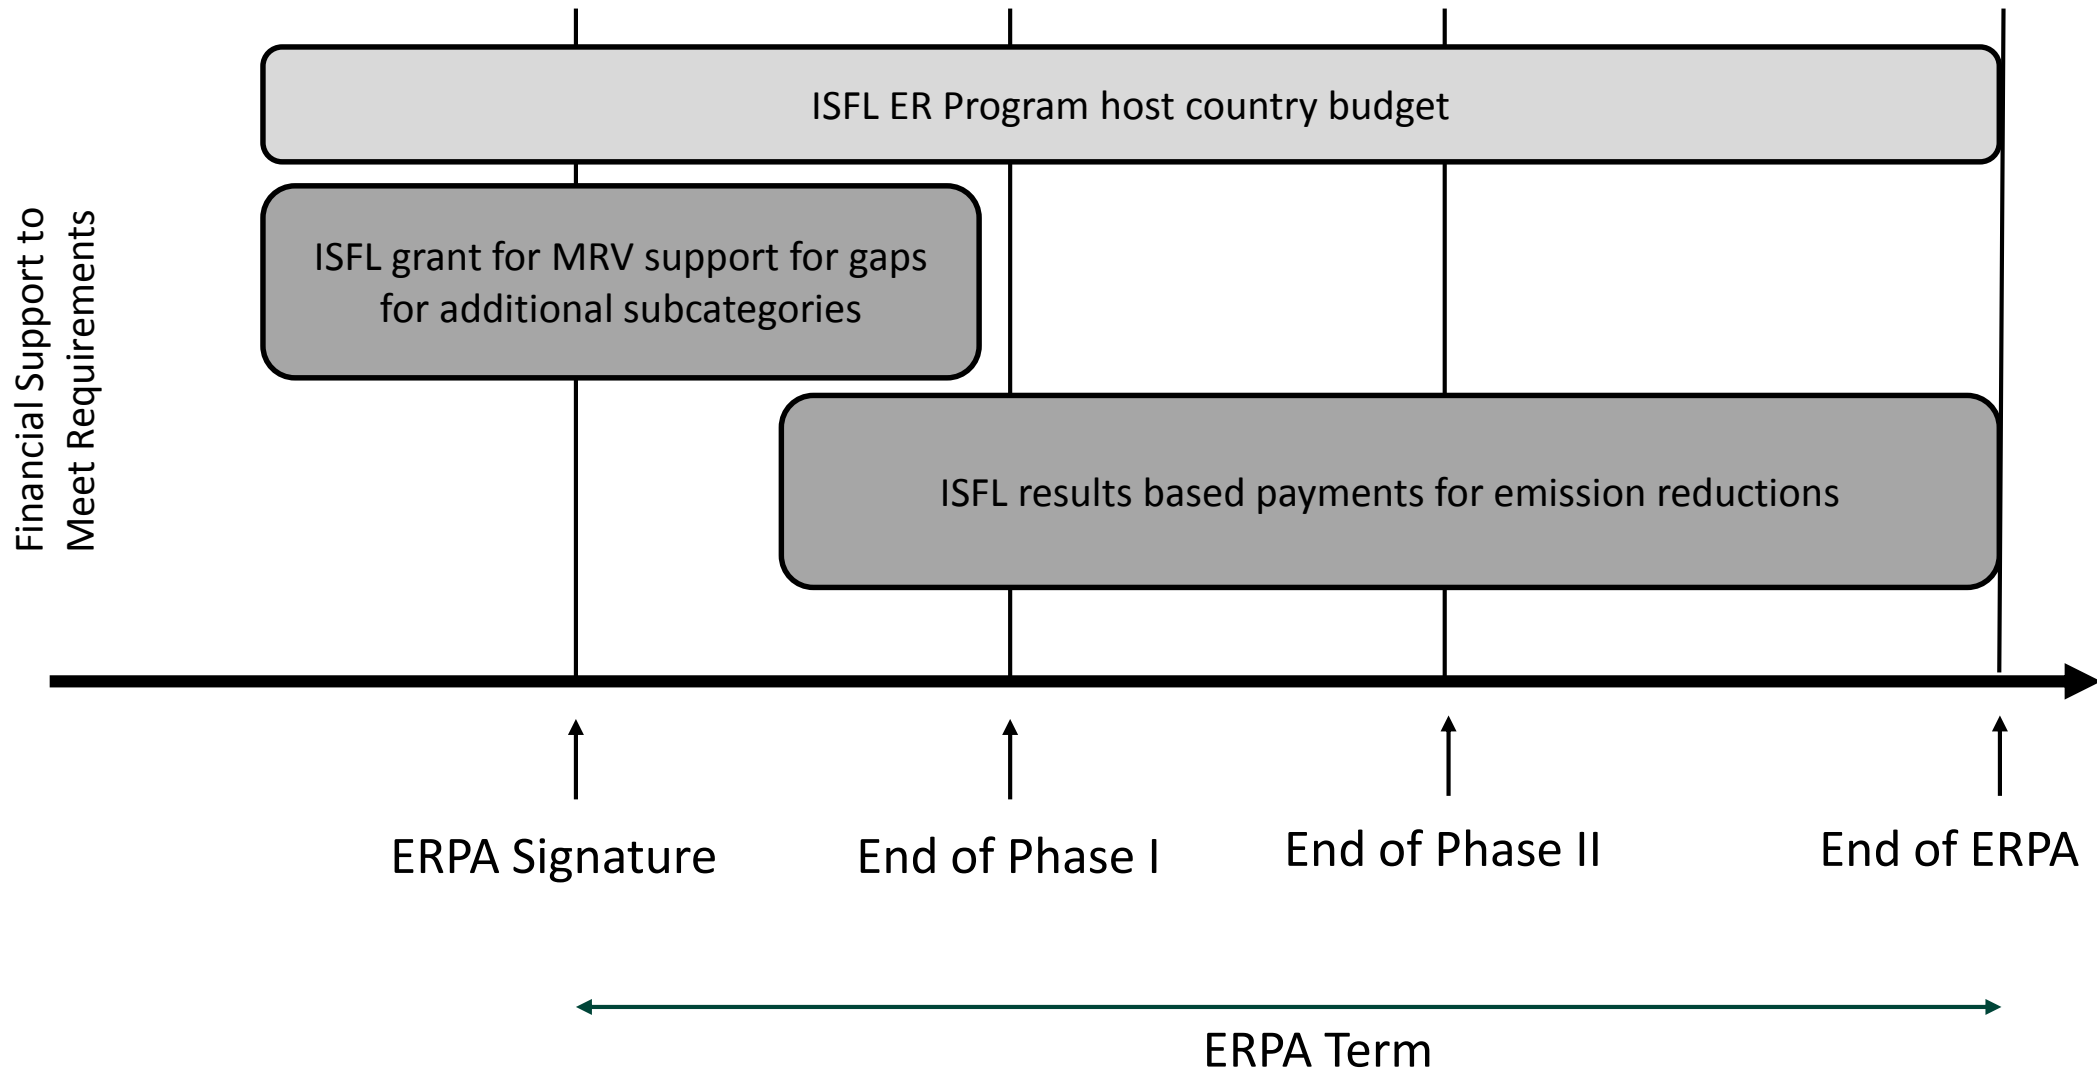 Financial Support to
Meet Requirements
ISFL ER Program host country budget
ISFL grant for MRV support for gaps
for additional subcategories
ISFL results based payments for emission reductions
ERPA Signature
End of Phase I
End of Phase II
End of ERPA
ERPA Term